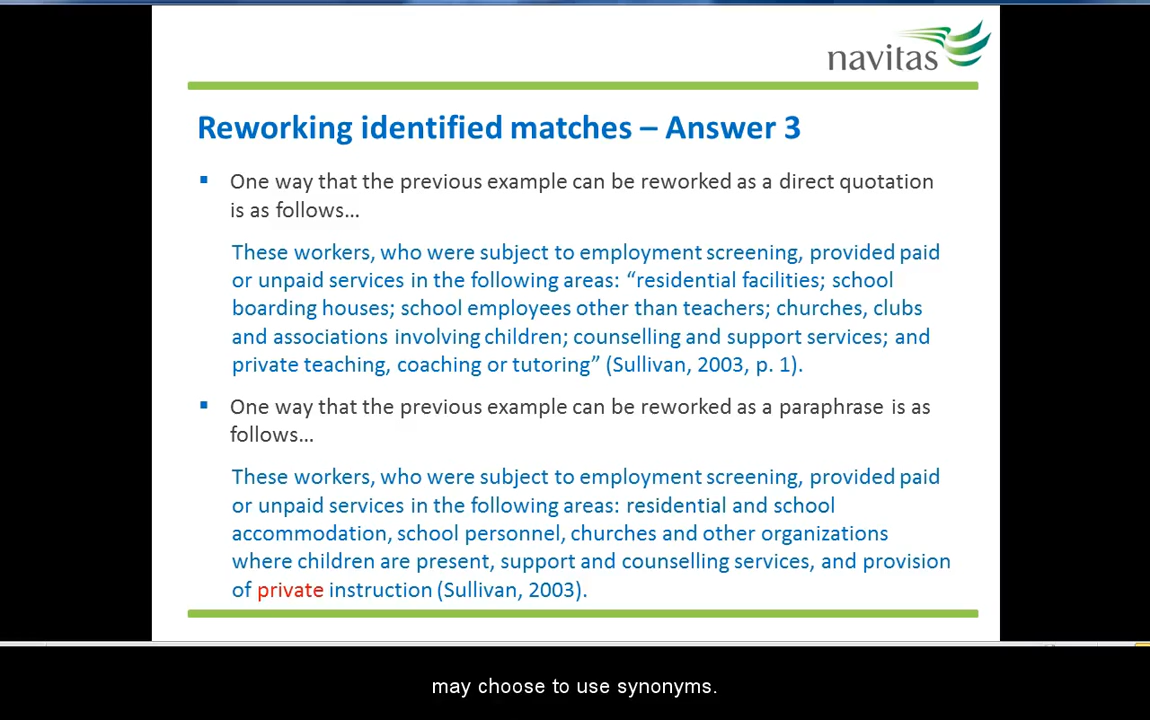 navitas
Reworking identified matches – Answer 3
▪ One way that the previous example can be reworked as a direct quotation
is as follows…
These workers, who were subject to employment screening, provided paid
or unpaid services in the following areas: “residential facilities; school
boarding houses; school employees other than teachers; churches, clubs
and associations involving children; counselling and support services; and
private teaching, coaching or tutoring” (Sullivan, 2003, p. 1).
▪ One way that the previous example can be reworked as a paraphrase is as
follows…
These workers, who were subject to employment screening, provided paid
or unpaid services in the following areas: residential and school
accommodation, school personnel, churches and other organizations
where children are present, support and counselling services, and provision
of private instruction (Sullivan, 2003).
may choose to use synonyms.